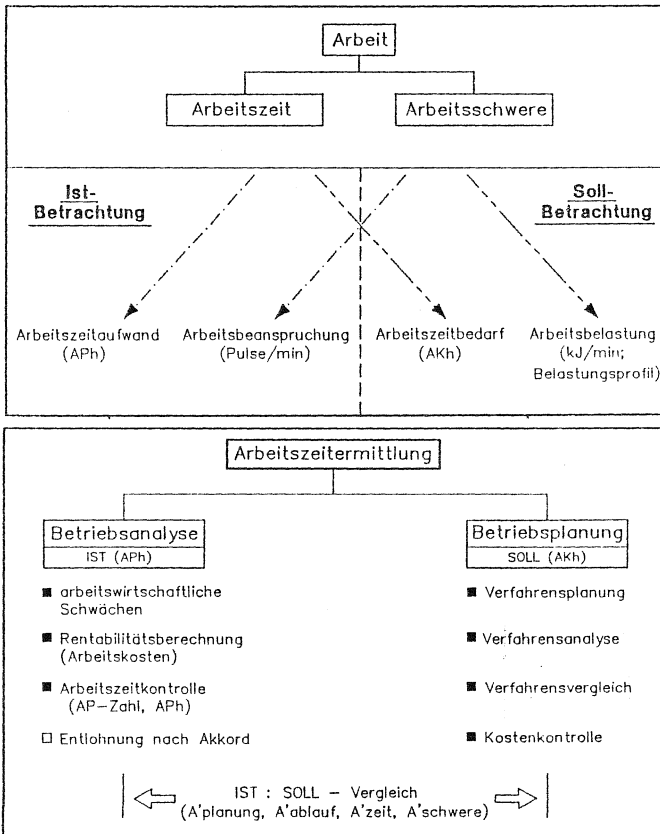 Arbeit
Arbeitszeit
Arbeitsschwere
Ist-
Betrachtung
Soll-
Betrachtung
Arbeitszeitaufwand
(APh)
Arbeitsbeanspruchung
(Pulse/min)
Arbeitszeitbedarf
(AKh)
Arbeitsbelastung
(kJ/min;
Belastungsprofil)
Arbeitszeitermittlung
Betriebsanalyse
IST (APh)
Betriebsplanung
SOLL (AKh)
■ arbeitswirtschaftliche
Schwächen
■ Rentabilitätsberechnung
(Arbeitskosten)
■ Arbeitszeitkontrolle
(AP-Zahl, APh)
□ Entlohnung nach Akkord
■ Verfahrensplanung
■ Verfahrensanalyse
■ Verfahrensvergleich
■ Kostenkontrolle
IST : SOLL - Vergleich
(A'planung, A'ablauf, A'zeit, A'schwere)